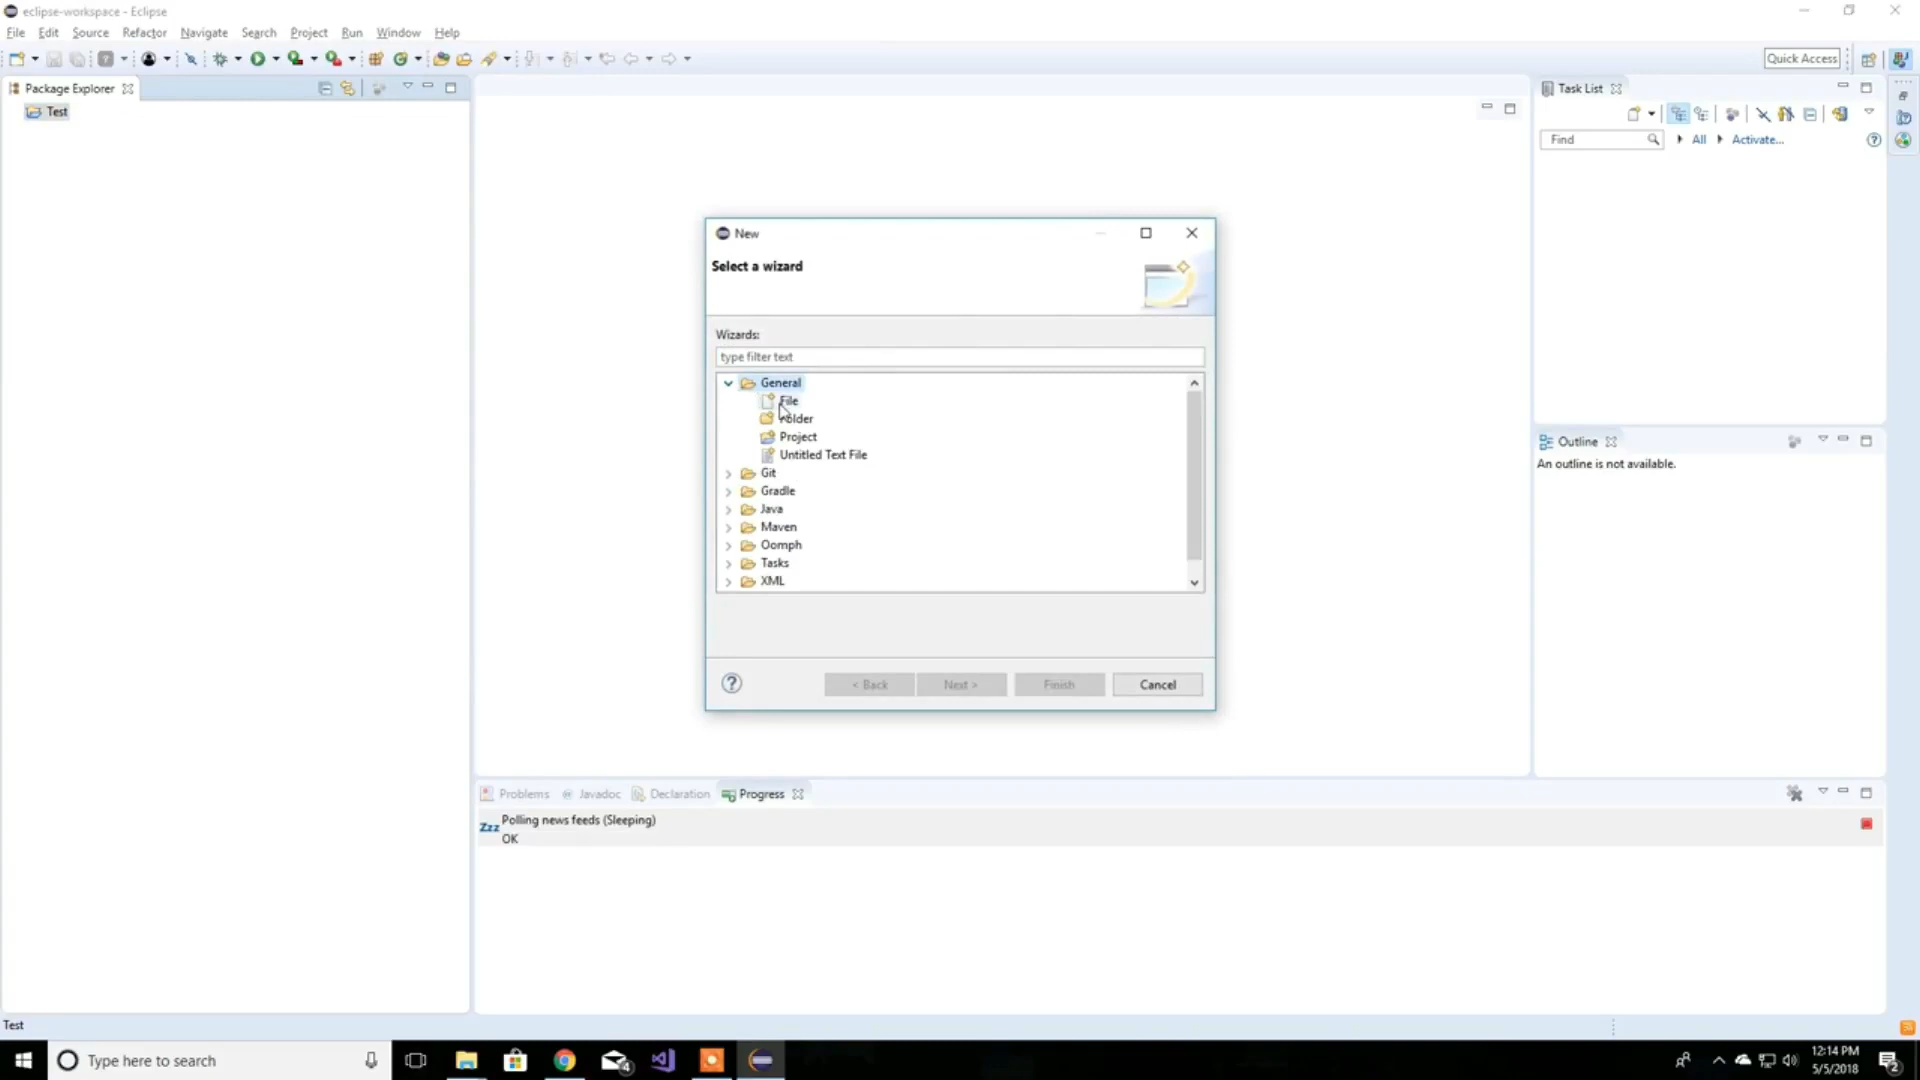 eclipse-workspace - Eclipse
File Edit Source Refactor Navigate Search Project Run Window Help
Quick Access
Package Explorer
Test
Task List
Find
All
Activate...
New
Select a wizard
Wizards:
type filter text
General
File
Folder
Project
Untitled Text File
Git
Gradle
Java
Maven
Oomph
Tasks
XML
< Back
Next >
Finish
Cancel
Outline
An outline is not available.
Problems
Javadoc
Declaration
Progress
Zzz
Polling news feeds (Sleeping)
OK
Test
Type here to search
4
12:14 PM
5/5/2018
2